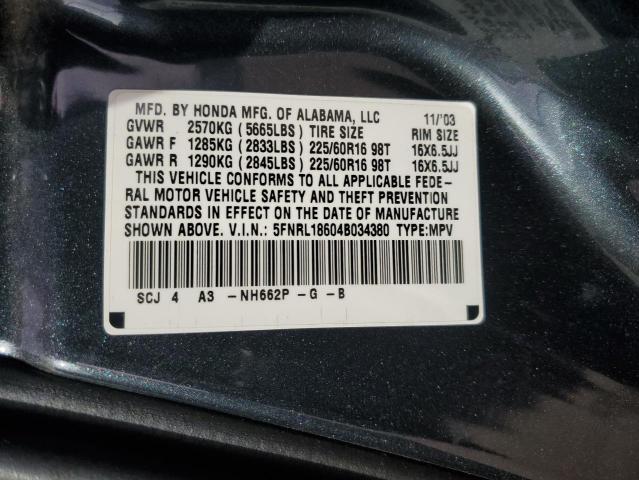 MFD. BY HONDA MFG. OF ALABAMA, LLC 11/'03
GVWR 2570KG (5665LBS) TIRE SIZE RIM SIZE
GAWR F 1285KG (2833LBS) 225/60R16 98T 16X6.5JJ
GAWR R 1290KG (2845LBS) 225/60R16 98T 16X6.5JJ
THIS VEHICLE CONFORMS TO ALL APPLICABLE FEDE-
RAL MOTOR VEHICLE SAFETY AND THEFT PREVENTION
STANDARDS IN EFFECT ON THE DATE OF MANUFACTURE
SHOWN ABOVE. V.I.N.: 5FNRL18604B034380 TYPE:MPV
SCJ 4 A3 -NH662P -G -B